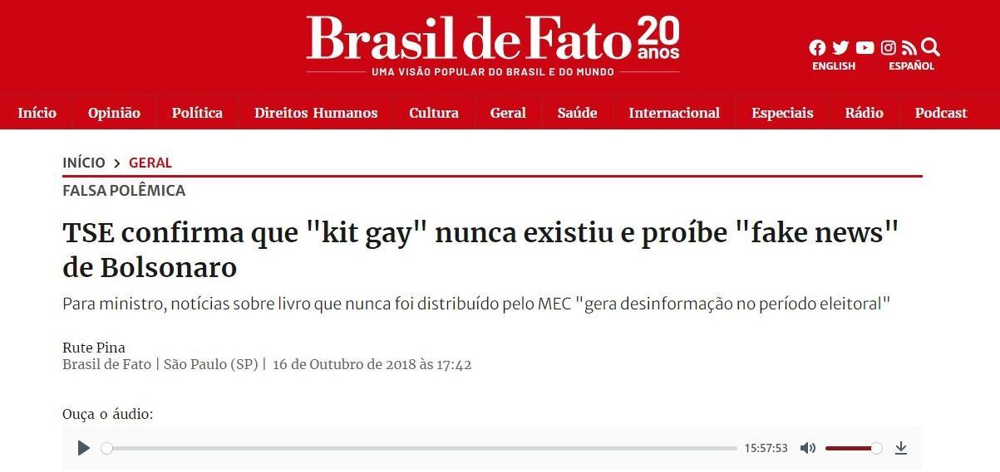 Brasil de Fato 20 anos
UMA VISÃO POPULAR DO BRASIL E DO MUNDO
ENGLISH ESPAÑOL
Início Opinião Política Direitos Humanos Cultura Geral Saúde Internacional Especiais Rádio Podcast
INÍCIO > GERAL
FALSA POLÊMICA
TSE confirma que "kit gay" nunca existiu e proíbe "fake news"
de Bolsonaro
Para ministro, notícias sobre livro que nunca foi distribuído pelo MEC "gera desinformação no período eleitoral"
Rute Pina
Brasil de Fato | São Paulo (SP) | 16 de Outubro de 2018 às 17:42
Ouça o áudio:
15:57:53